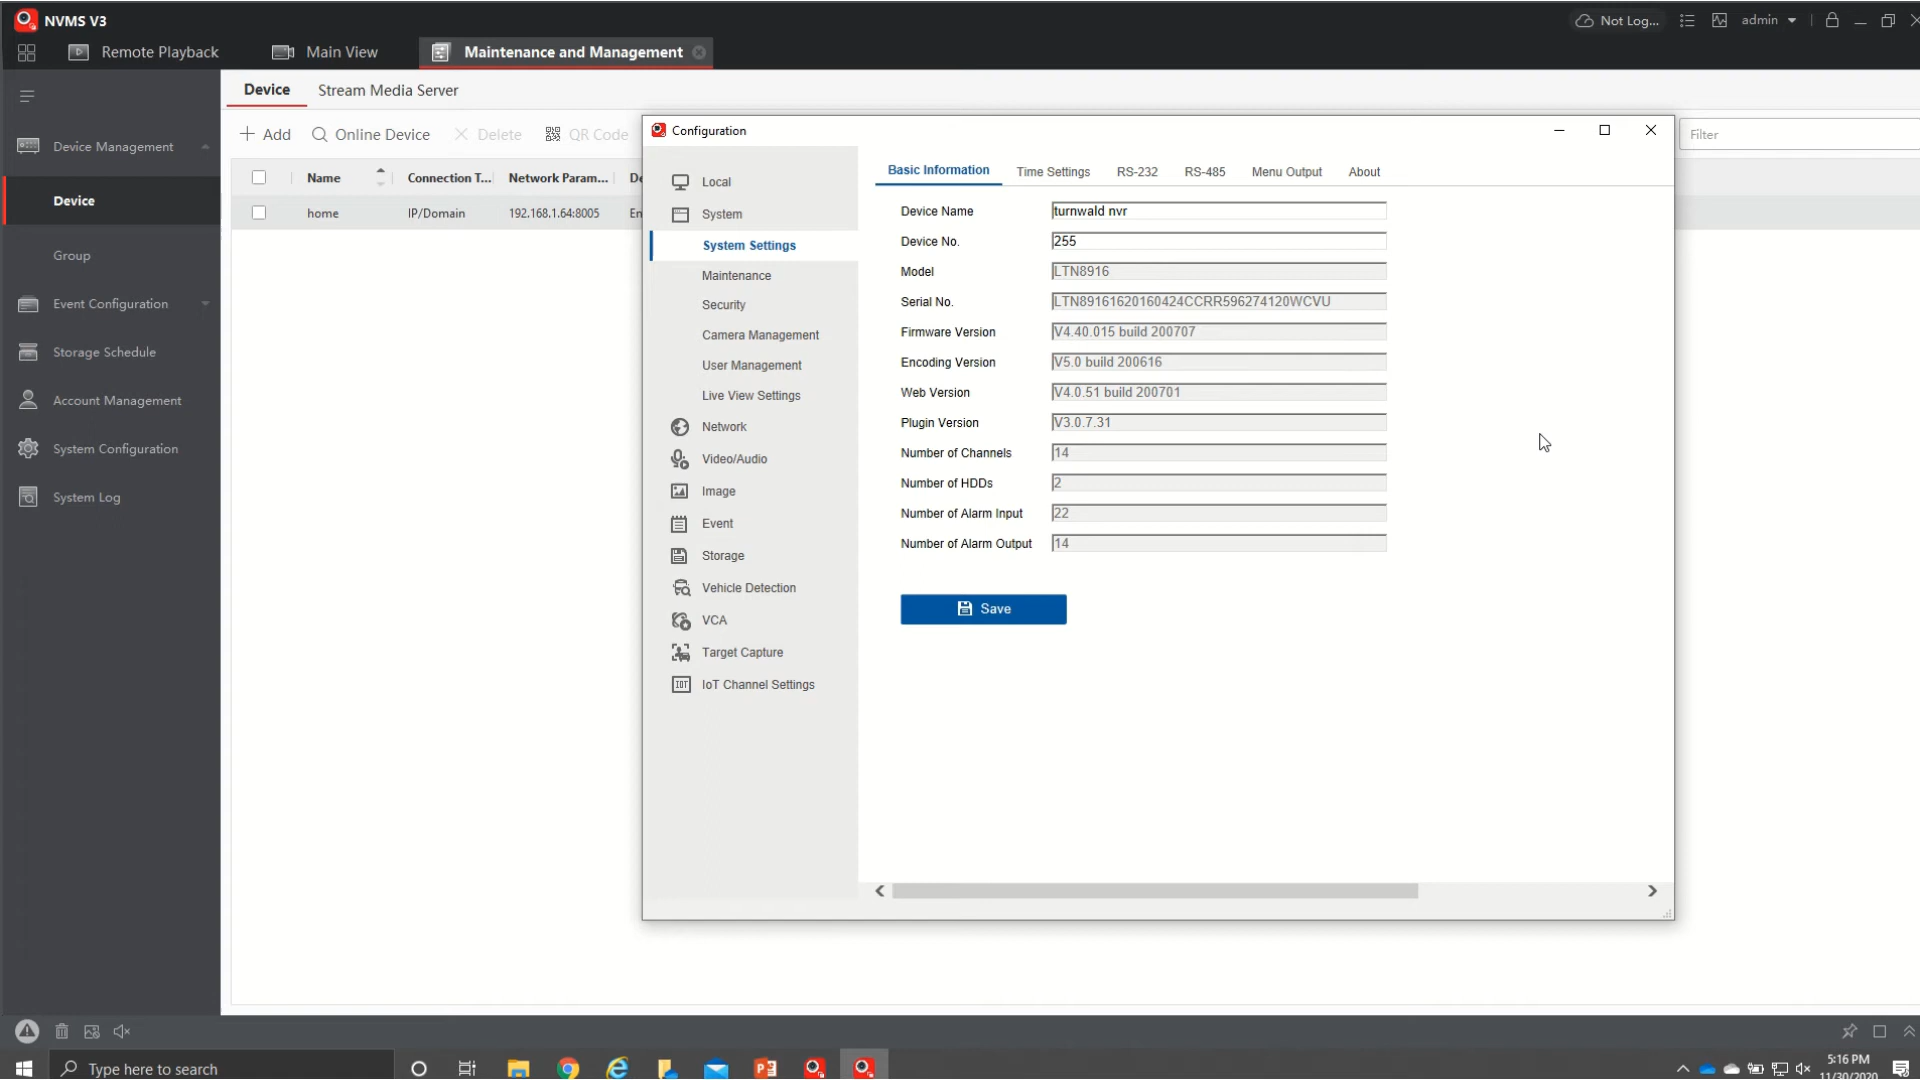 NVMS V3
Not Log...
admin
Remote Playback
Main View
Maintenance and Management
Device
Stream Media Server
Add
Online Device
Delete
QR Code
Filter
Name
Connection T...
Network Param...
De
home
IP/Domain
192.168.1.64:8005
En
Device Management
Device
Group
Event Configuration
Storage Schedule
Account Management
System Configuration
System Log
Configuration
Local
System
System Settings
Maintenance
Security
Camera Management
User Management
Live View Settings
Network
Video/Audio
Image
Event
Storage
Vehicle Detection
VCA
Target Capture
IoT Channel Settings
Basic Information
Time Settings
RS-232
RS-485
Menu Output
About
Device Name turnwald nvr
Device No. 255
Model LTN8916
Serial No. LTN89161620160424CCRR596274120WCVU
Firmware Version V4.40.015 build 200707
Encoding Version V5.0 build 200616
Web Version V4.0.51 build 200701
Plugin Version V3.0.7.31
Number of Channels 14
Number of HDDs 2
Number of Alarm Input 22
Number of Alarm Output 14
Save
Type here to search
5:16 PM
11/30/2020